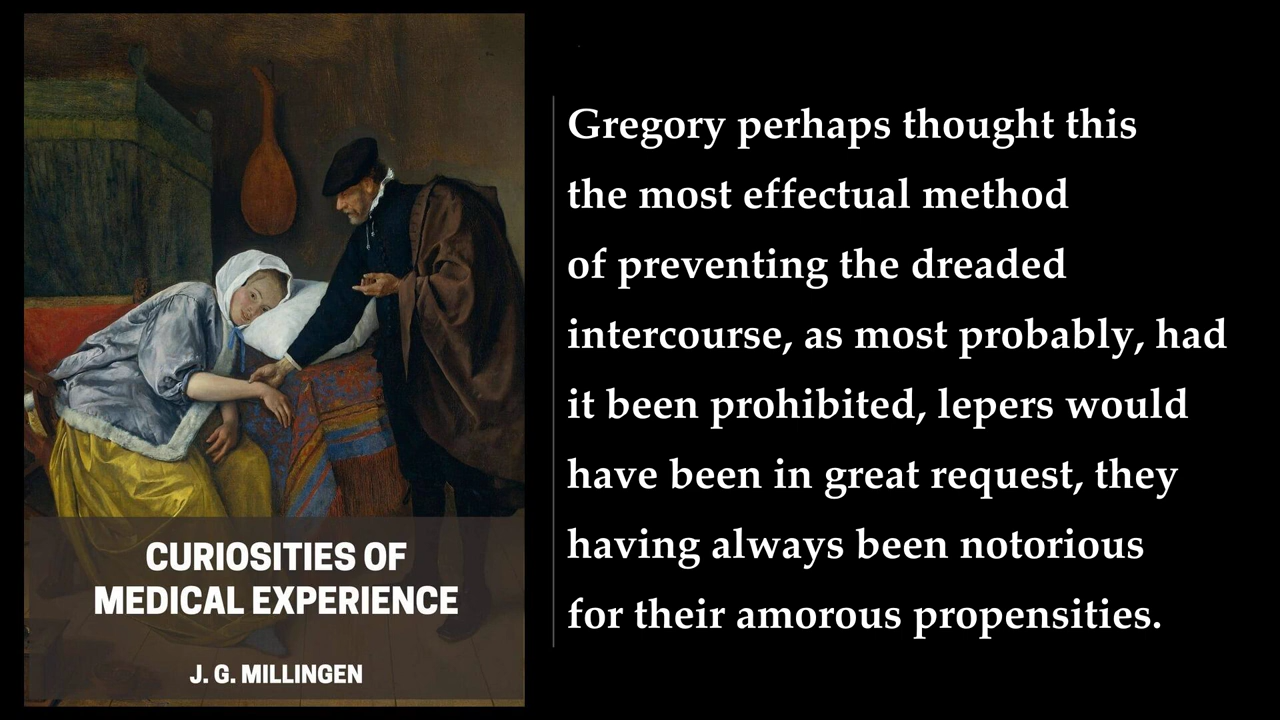 Gregory perhaps thought this
the most effectual method
of preventing the dreaded
intercourse, as most probably, had
it been prohibited, lepers would
have been in great request, they
having always been notorious
for their amorous propensities.
CURIOSITIES OF
MEDICAL EXPERIENCE
J. G. MILLINGEN